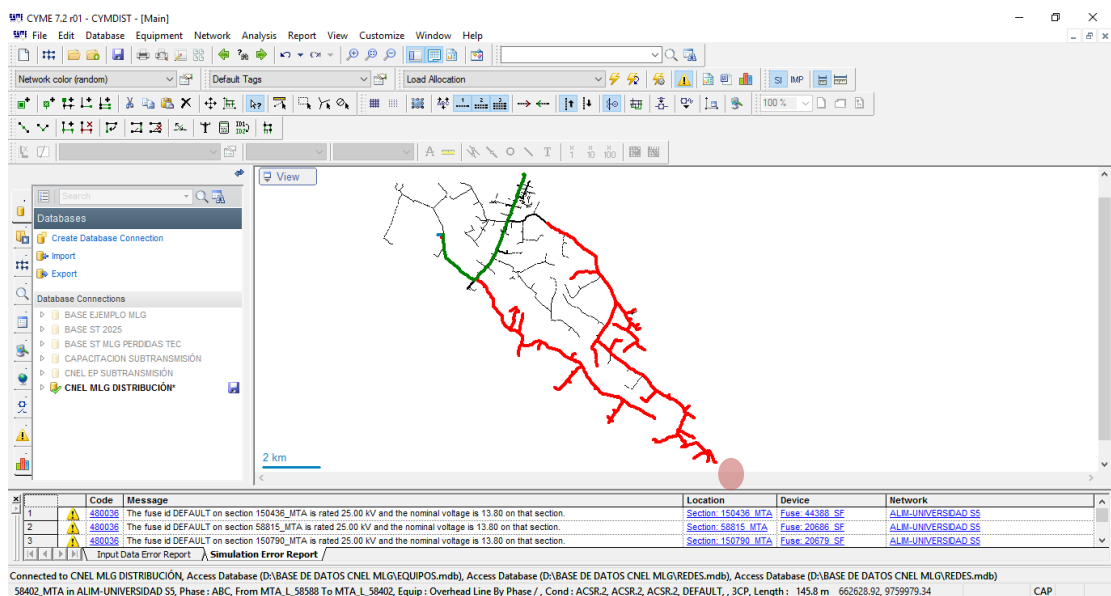 CYME 7.2 r01 - CYMDIST - [Main]
File Edit Database Equipment Network Analysis Report View Customize Window Help
Network color (random) Default Tags Load Allocation SI IMP
100 %
View
Search
Databases
Create Database Connection
Import
Export
Database Connections
BASE EJEMPLO MLG
BASE ST 2025
BASE ST MLG PERDIDAS TEC
CAPACITACION SUBTRANSMISIÓN
CNEL EP SUBTRANSMISIÓN
CNEL MLG DISTRIBUCIÓN*
2 km
Code Message Location Device Network
1 480036 The fuse id DEFAULT on section 150436_MTA is rated 25.00 kV and the nominal voltage is 13.80 on that section. Section: 150436_MTA Fuse: 44388_SF ALIM-UNIVERSIDAD S5
2 480036 The fuse id DEFAULT on section 58815_MTA is rated 25.00 kV and the nominal voltage is 13.80 on that section. Section: 58815_MTA Fuse: 20686_SF ALIM-UNIVERSIDAD S5
3 480036 The fuse id DEFAULT on section 150790_MTA is rated 25.00 kV and the nominal voltage is 13.80 on that section. Section: 150790_MTA Fuse: 20679_SF ALIM-UNIVERSIDAD S5
Input Data Error Report Simulation Error Report
Connected to CNEL MLG DISTRIBUCIÓN, Access Database (D:\BASE DE DATOS CNEL MLG\EQUIPOS.mdb), Access Database (D:\BASE DE DATOS CNEL MLG\REDES.mdb), Access Database (D:\BASE DE DATOS CNEL MLG\REDES.mdb)
58402_MTA in ALIM-UNIVERSIDAD S5, Phase : ABC, From MTA_L_58588 To MTA_L_58402, Equip : Overhead Line By Phase / , Cond : ACSR.2, ACSR.2, ACSR.2, DEFAULT, , 3CP, Length : 145.8 m 662628.92, 9759979.34 CAP